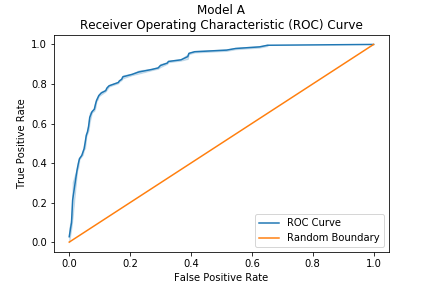 Model A
Receiver Operating Characteristic (ROC) Curve
1.0
0.8
0.6
0.4
0.2
0.0
True Positive Rate
ROC Curve
Random Boundary
0.0 0.2 0.4 0.6 0.8 1.0
False Positive Rate